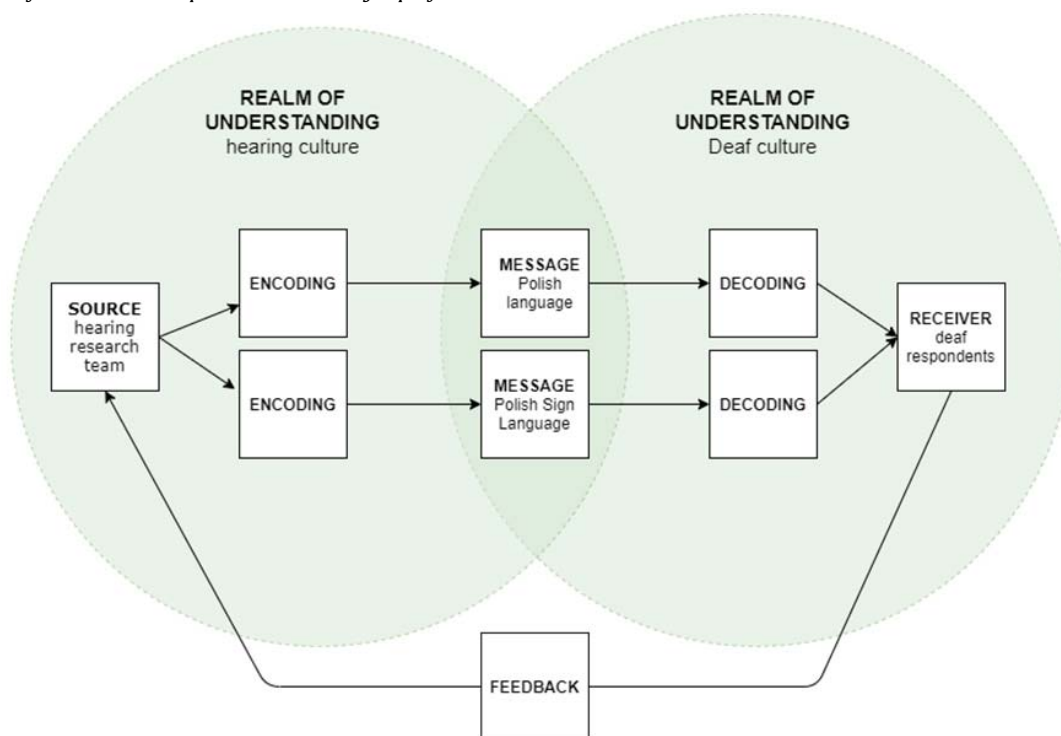 REALM OF
UNDERSTANDING
hearing culture
REALM OF
UNDERSTANDING
Deaf culture
SOURCE
hearing
research
team
ENCODING
MESSAGE
Polish
language
DECODING
RECEIVER
deaf
respondents
ENCODING
MESSAGE
Polish Sign
Language
DECODING
FEEDBACK